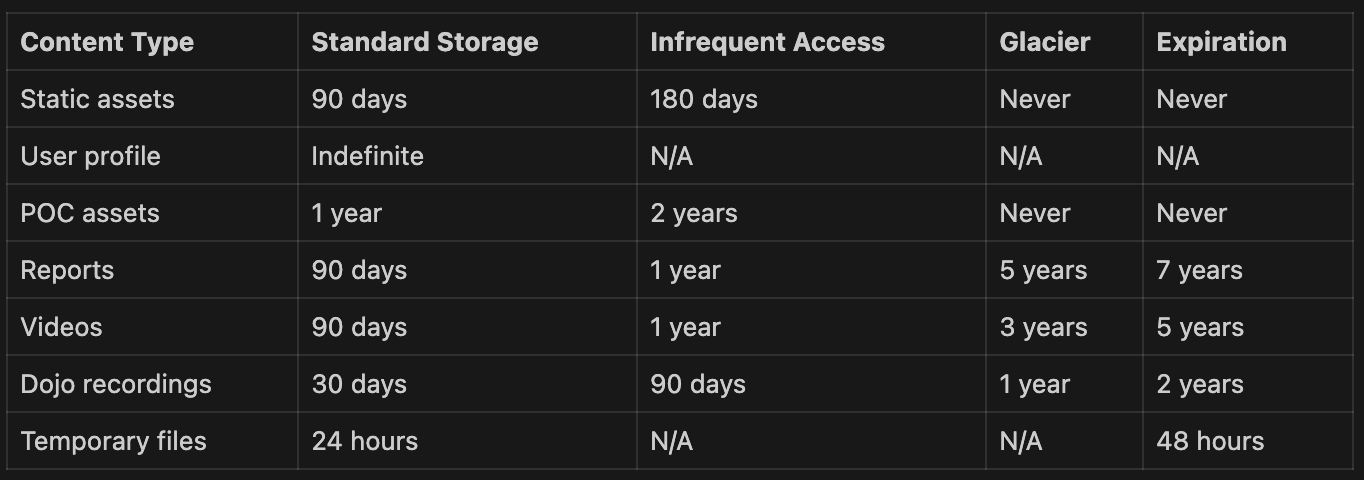 Content Type Standard Storage Infrequent Access Glacier Expiration
Static assets 90 days 180 days Never Never
User profile Indefinite N/A N/A N/A
POC assets 1 year 2 years Never Never
Reports 90 days 1 year 5 years 7 years
Videos 90 days 1 year 3 years 5 years
Dojo recordings 30 days 90 days 1 year 2 years
Temporary files 24 hours N/A N/A 48 hours